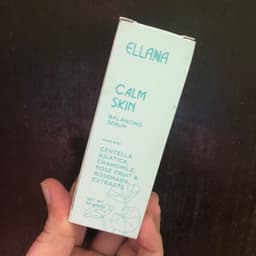 ELLANA
CALM
SKIN
BALANCING
SERUM
CENTELLA
ASIATICA,
CHAMOMILE,
ROSE FRUIT &
ROSEMARY
EXTRACTS